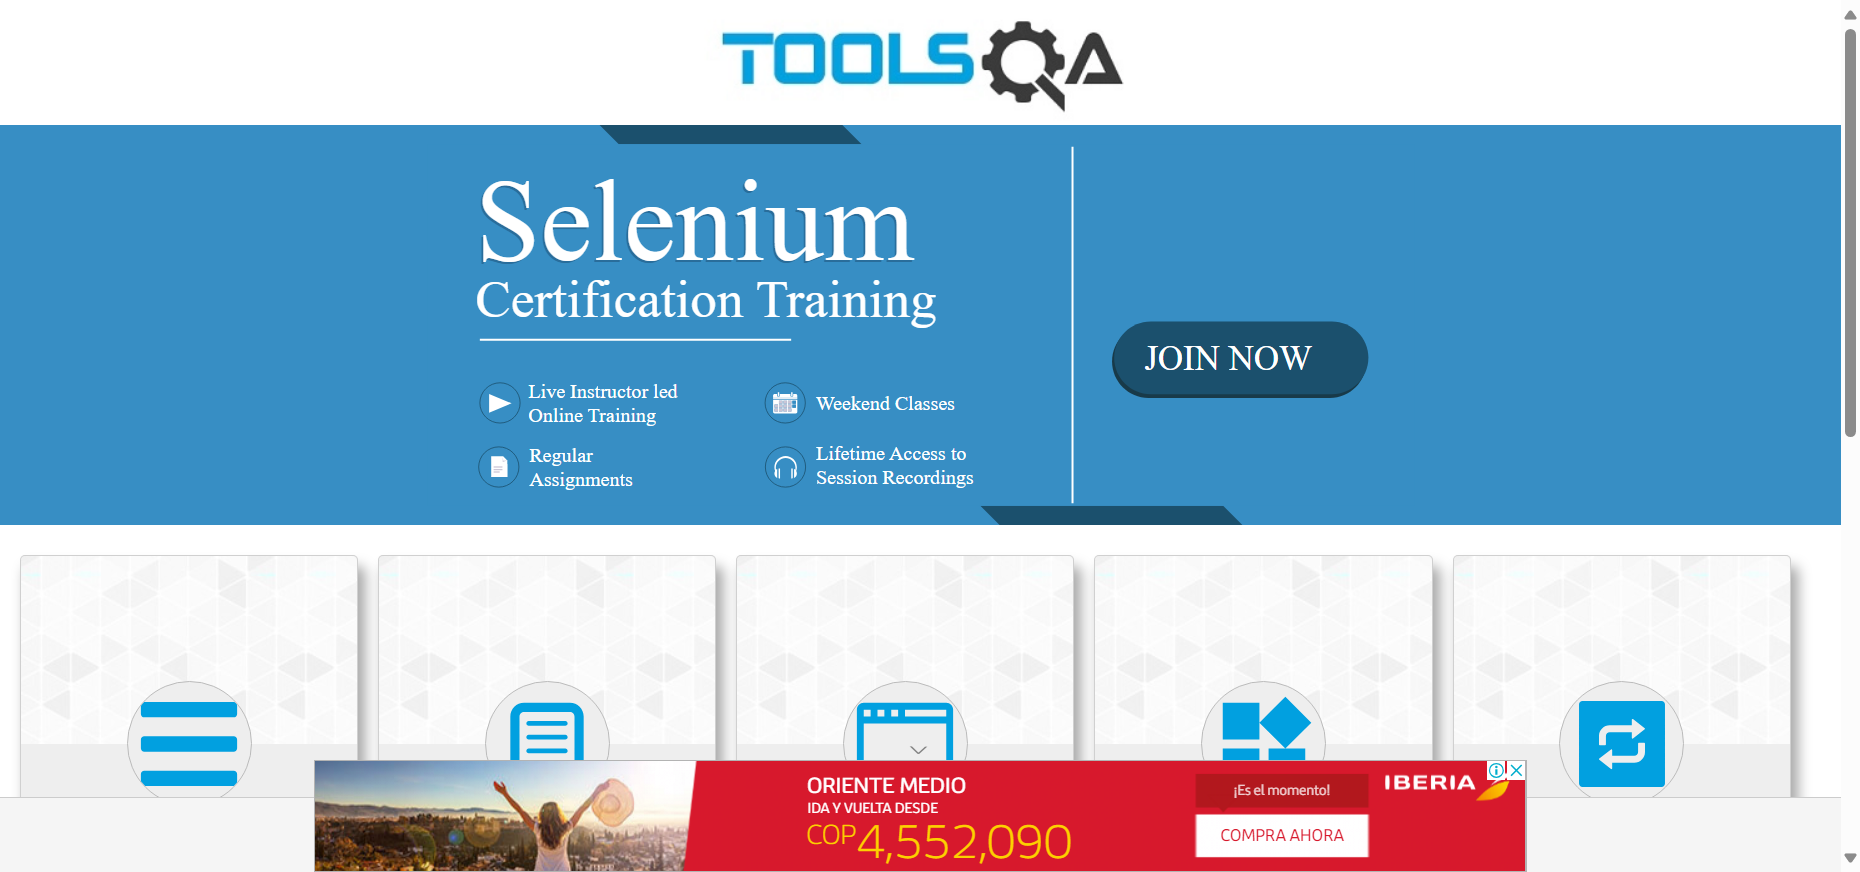 TOOLSQA
Selenium
Certification Training
JOIN NOW
Live Instructor led
Online Training
Weekend Classes
Regular
Assignments
Lifetime Access to
Session Recordings
ORIENTE MEDIO
IDA Y VUELTA DESDE
COP4,552,090
¡Es el momento!
COMPRA AHORA
IBERIA